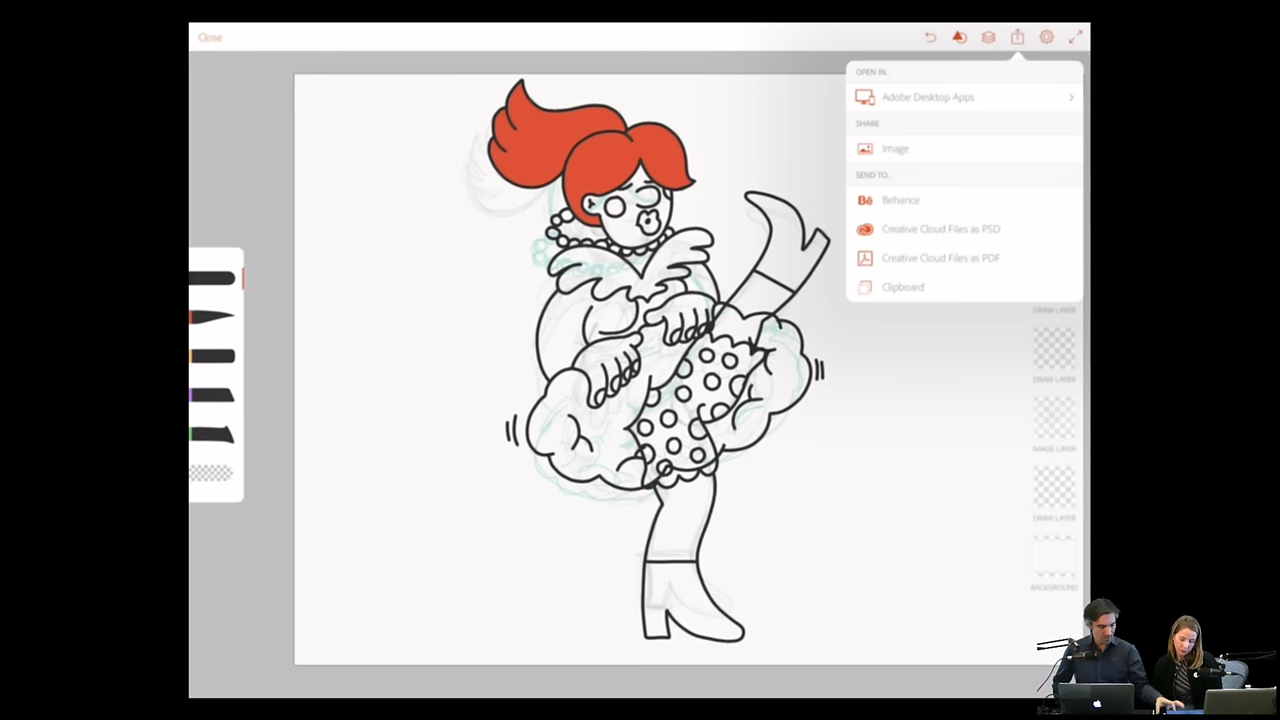 Close
OPEN IN..
Adobe Desktop Apps
SHARE
Image
SEND TO..
Bē Behance
Creative Cloud Files as PSD
Creative Cloud Files as PDF
Clipboard
DRAW LAYER
DRAW LAYER
IMAGE LAYER
DRAW LAYER
BACKGROUND